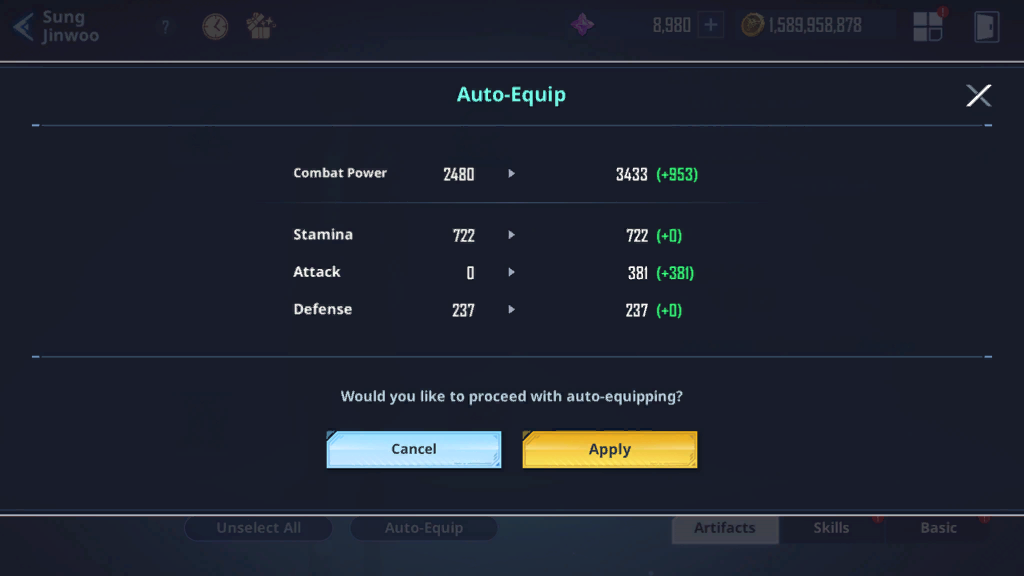 Sung
Jinwoo
?
8,980 +
1,589,958,878
!
Auto-Equip
Combat Power 2480 3433 (+953)
Stamina 722 722 (+0)
Attack 0 381 (+381)
Defense 237 237 (+0)
Would you like to proceed with auto-equipping?
Cancel Apply
Unselect All Auto-Equip Artifacts Skills Basic